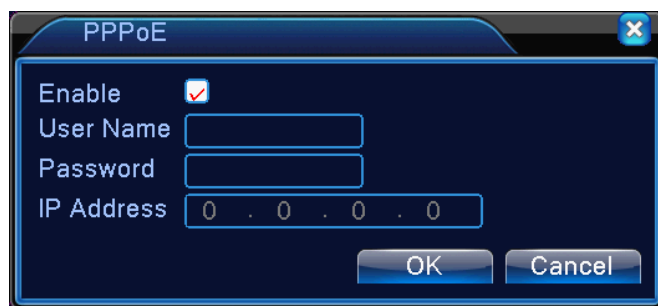 PPPoE
Enable
User Name
Password
IP Address 0 . 0 . 0 . 0
OK Cancel